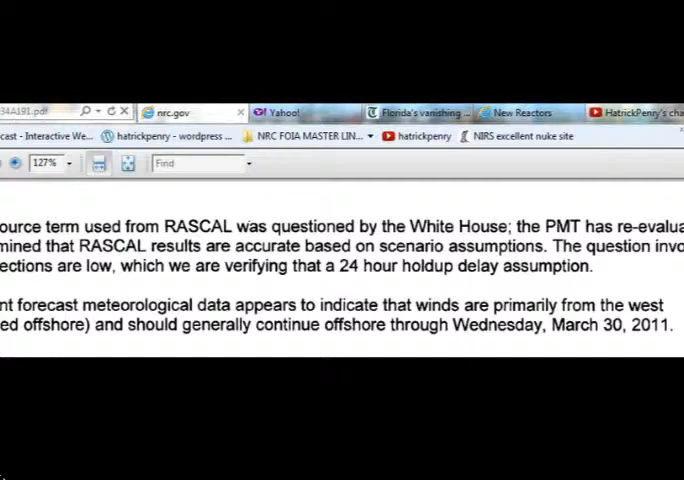 34A191.pdf nrc.gov Yahoo! Florida's vanishing ... New Reactors HatrickPenry's cha
cast - Interactive We... hatrickpenry - wordpress ... NRC FOIA MASTER LIN... hatrickpenry NIRS excellent nuke site
127% Find
ource term used from RASCAL was questioned by the White House; the PMT has re-evalua
mined that RASCAL results are accurate based on scenario assumptions. The question invo
ections are low, which we are verifying that a 24 hour holdup delay assumption.
nt forecast meteorological data appears to indicate that winds are primarily from the west
ed offshore) and should generally continue offshore through Wednesday, March 30, 2011.